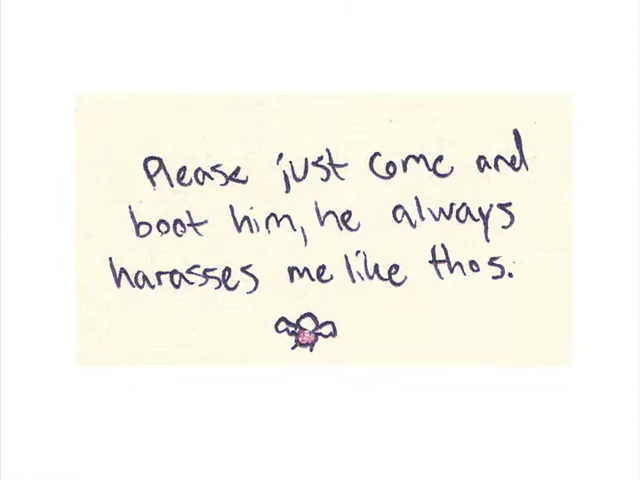 Please just come and
boot him, he always
harasses me like thos.